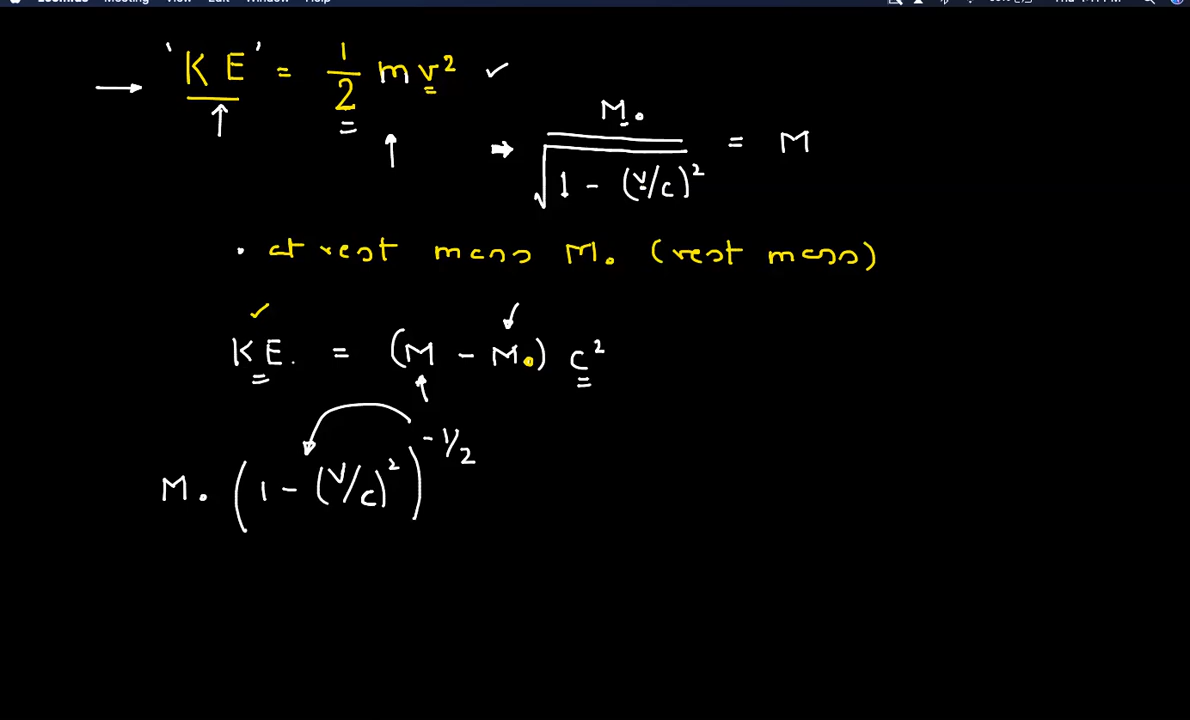 'KE' = 1/2 mv² ✓
→ M₀ / √(1 - (v/c)²) = M
• at rest mass M₀ (rest mass)
KE. = (M - M₀) c²
M₀ (1 - (V/c)²)^(-1/2)